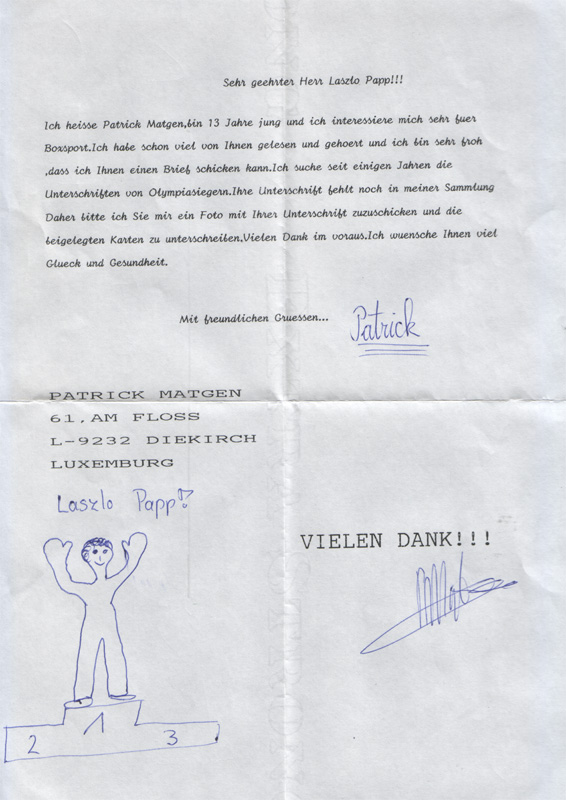 Sehr geehrter Herr Laszlo Papp!!!
Ich heisse Patrick Matgen,bin 13 Jahre jung und ich interessiere mich sehr fuer
Boxsport.Ich habe schon viel von Ihnen gelesen und gehoert und ich bin sehr froh
,dass ich Ihnen einen Brief schicken kann.Ich suche seit einigen Jahren die
Unterschriften von Olympiasiegern.Ihre Unterschrift fehlt noch in meiner Sammlung
Daher bitte ich Sie mir ein Foto mit Ihrer Unterschrift zuzuschicken und die
beigelegten Karten zu unterschreiben.Vielen Dank im voraus.Ich wuensche Ihnen viel
Glueck und Gesundheit.
Mit freundlichen Gruessen...
Patrick
PATRICK MATGEN
61,AM FLOSS
L-9232 DIEKIRCH
LUXEMBURG
Laszlo Papp!?
VIELEN DANK!!!
2 1 3